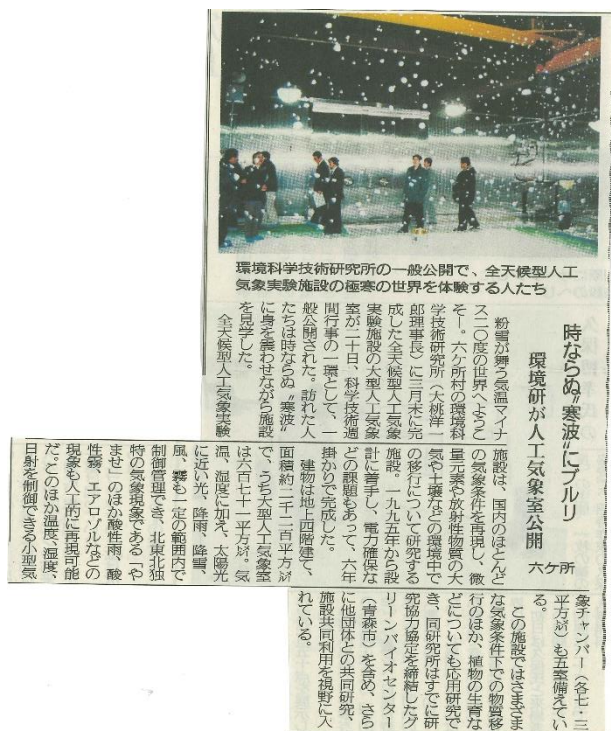 環境科学技術研究所の一般公開で、全天候型人工
気象実験施設の極寒の世界を体験する人たち
時ならぬ〝寒波〟にブルリ
環境研が人工気象室公開
六ケ所
粉雪が舞う気温マイナ
ス二〇度の世界へようこ
そー。六ケ所村の環境科
学技術研究所（大桃洋一
郎理事長）に三月末に完
成した全天候型人工気象
実験施設の大型人工気象
室が二十日、科学技術週
間行事の一環として、一
般公開された。訪れた人
たちは時ならぬ〝寒波〟
に身を震わせながら施設
を見学した。
全天候型人工気象実験
施設は、国内のほとんど
の気象条件を再現し、微
量元素や放射性物質の大
気や土壌などの環境中で
の移行について研究する
施設。一九九五年から設
計に着手し、電力確保な
どの課題もあって、六年
掛かりで完成した。
建物は地上四階建て、
面積約二千二百平方㍍
で、うち大型人工気象室
は六百七十一平方㍍。気
温、湿度に加え、太陽光
に近い光、降雨、降雪、
風、霧も一定の範囲内で
制御管理でき、北東北独
特の気象現象である「や
ませ」のほか酸性雨、酸
性霧、エアロゾルなどの
現象も人工的に再現可能
だ。このほか温度、湿度、
日射を制御できる小型気
象チャンバー（各七・三
平方㍍）も五室備えてい
る。
この施設ではさまざま
な気象条件下での物質移
行のほか、植物の生育な
どについても応用研究で
き、同研究所はすでに研
究協力協定を締結したグ
リーンバイオセンター
（青森市）を含め、さら
に他団体との共同研究、
施設共同利用を視野に入
れている。